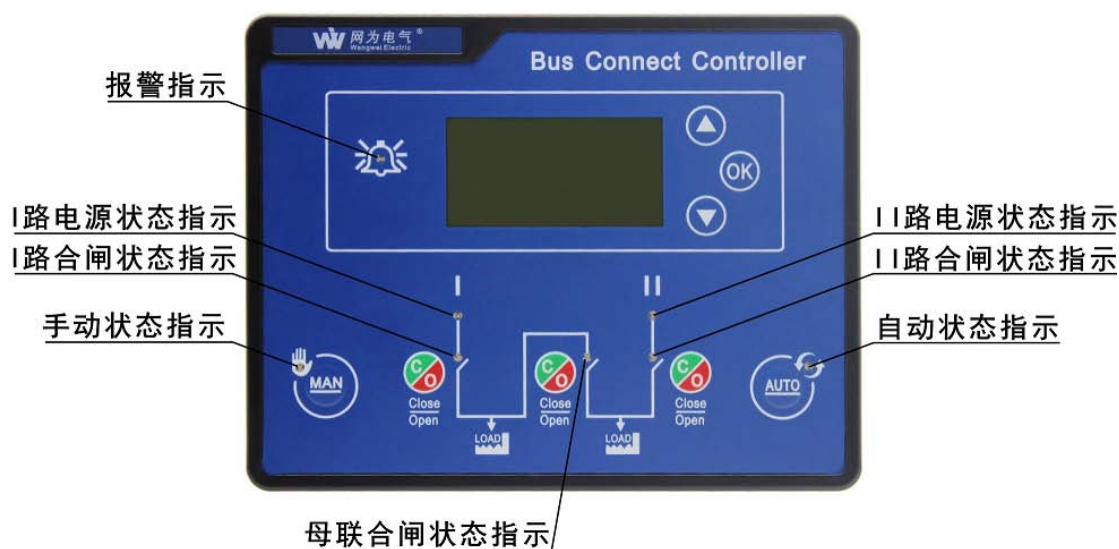 网为电气®
Wangwei Electric
Bus Connect Controller
报警指示
OK
I路电源状态指示
II路电源状态指示
I路合闸状态指示
II路合闸状态指示
I
II
手动状态指示
自动状态指示
MAN
C
O
Close
Open
C
O
Close
Open
C
O
Close
Open
AUTO
LOAD
LOAD
母联合闸状态指示